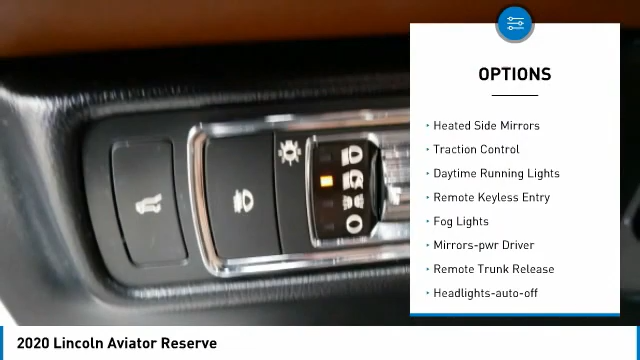 OPTIONS
• Heated Side Mirrors
• Traction Control
• Daytime Running Lights
• Remote Keyless Entry
• Fog Lights
• Mirrors-pwr Driver
• Remote Trunk Release
• Headlights-auto-off
2020 Lincoln Aviator Reserve